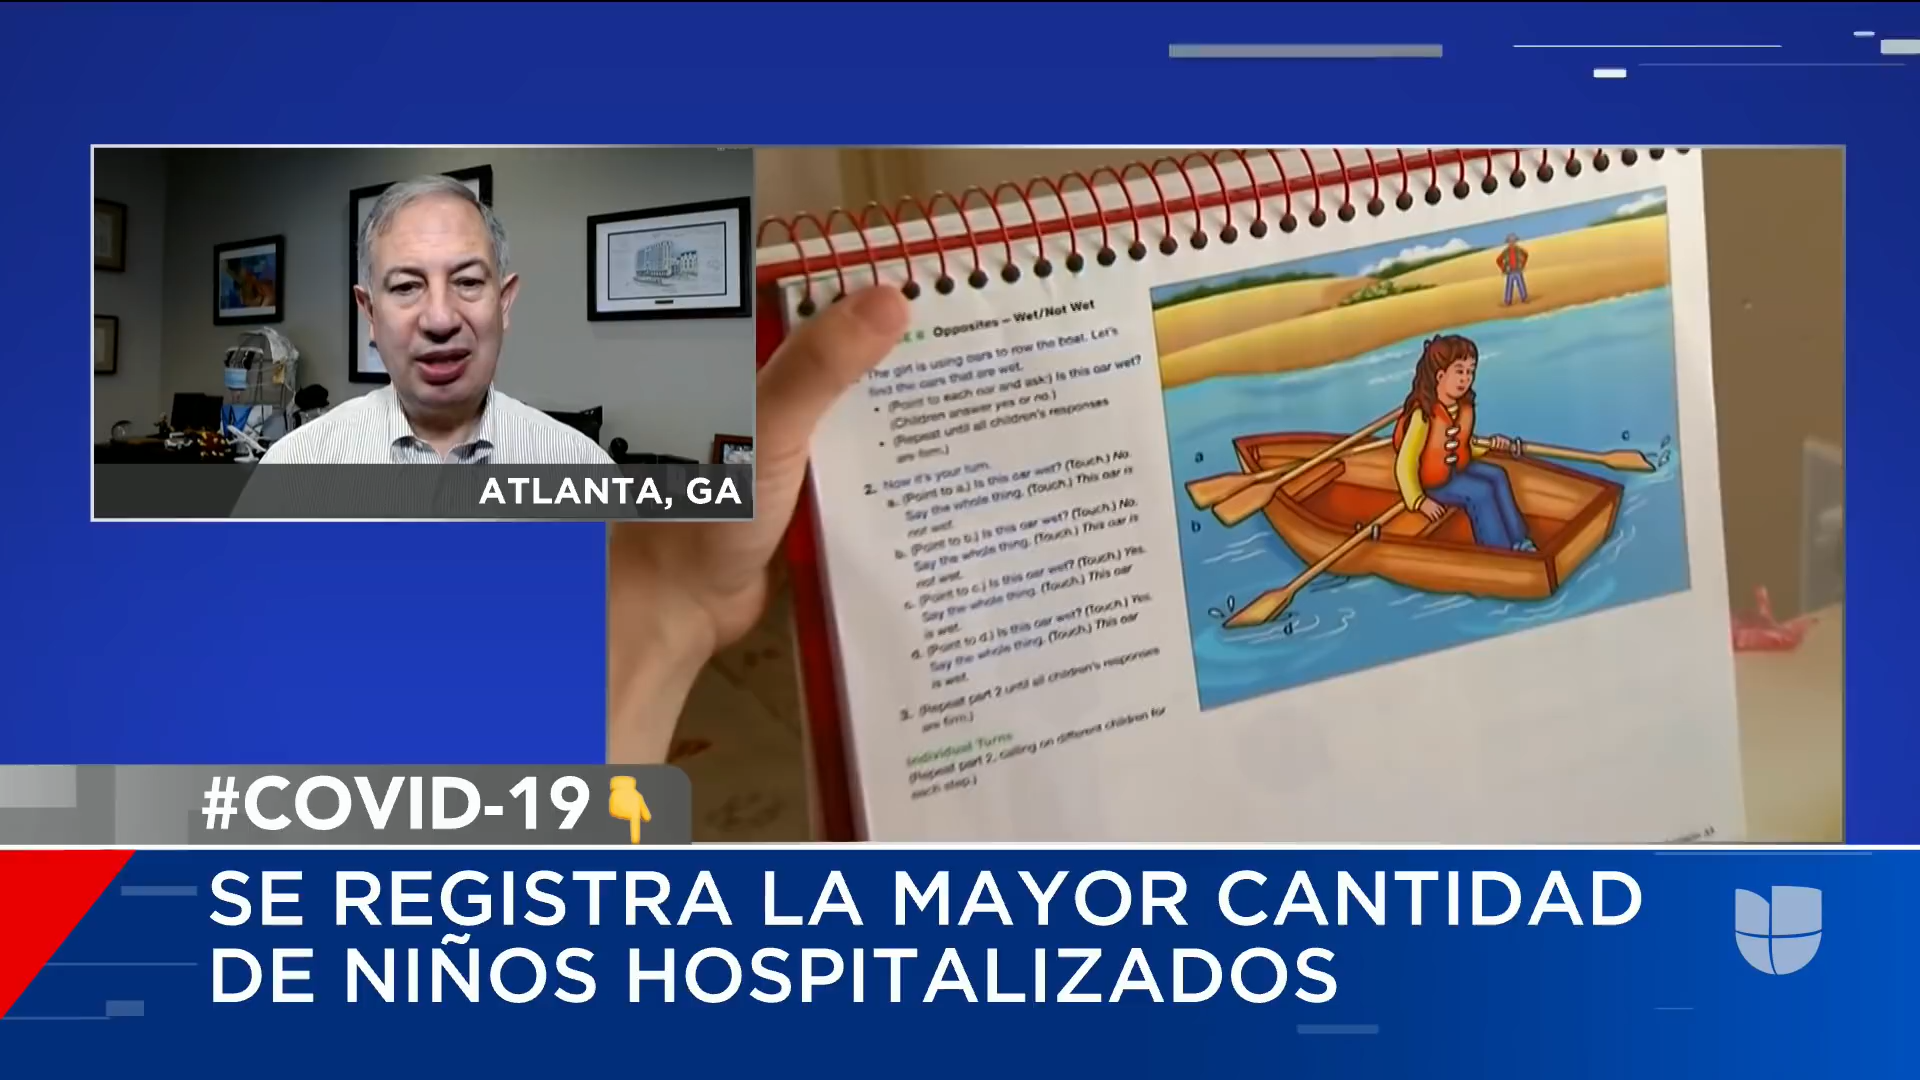 ATLANTA, GA
Opposites – Wet/Not Wet
The girl is using oars to row the boat. Let's
find the oars that are wet.
• (Point to each oar and ask:) Is this oar wet?
(Children answer yes or no.)
• (Repeat until all children's responses
are firm.)
2. Now it's your turn.
a. (Point to a.) Is this oar wet? (Touch.) No.
Say the whole thing. (Touch.) This oar is
not wet.
b. (Point to b.) Is this oar wet? (Touch.) No.
Say the whole thing. (Touch.) This oar is
not wet.
c. (Point to c.) Is this oar wet? (Touch.) Yes.
Say the whole thing. (Touch.) This oar
is wet.
d. (Point to d.) Is this oar wet? (Touch.) Yes.
Say the whole thing. (Touch.) This oar
is wet.
3. (Repeat part 2 until all children's responses
are firm.)
Individual Turns
(Repeat part 2, calling on different children for
each step.)
a
b
c
d
#COVID-19👇
SE REGISTRA LA MAYOR CANTIDAD
DE NIÑOS HOSPITALIZADOS